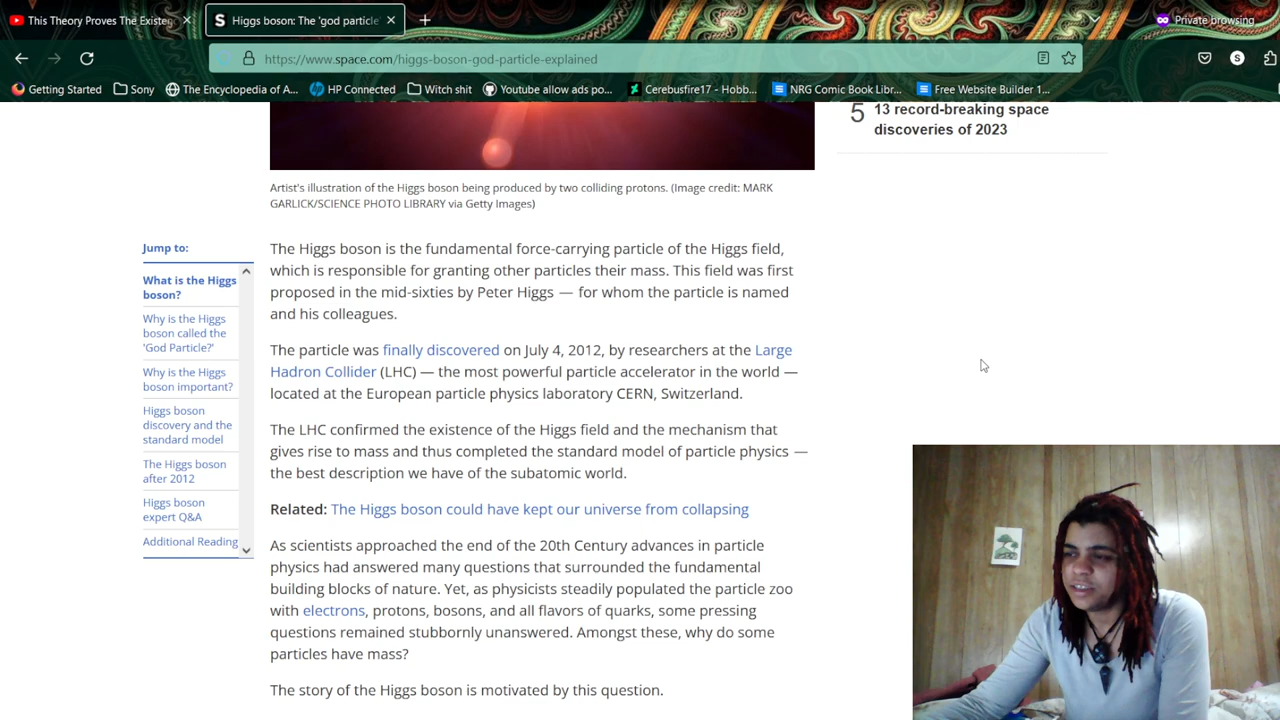 This Theory Proves The Existen
Higgs boson: The 'god particle'
Private browsing
https://www.space.com/higgs-boson-god-particle-explained
Getting Started
Sony
The Encyclopedia of A...
HP Connected
Witch shit
Youtube allow ads po...
Cerebusfire17 - Hobb...
NRG Comic Book Libr...
Free Website Builder 1...
5
13 record-breaking space
discoveries of 2023
Artist's illustration of the Higgs boson being produced by two colliding protons. (Image credit: MARK
GARLICK/SCIENCE PHOTO LIBRARY via Getty Images)
Jump to:
What is the Higgs
boson?
Why is the Higgs
boson called the
'God Particle?'
Why is the Higgs
boson important?
Higgs boson
discovery and the
standard model
The Higgs boson
after 2012
Higgs boson
expert Q&A
Additional Reading
The Higgs boson is the fundamental force-carrying particle of the Higgs field,
which is responsible for granting other particles their mass. This field was first
proposed in the mid-sixties by Peter Higgs — for whom the particle is named
and his colleagues.
The particle was finally discovered on July 4, 2012, by researchers at the Large
Hadron Collider (LHC) — the most powerful particle accelerator in the world —
located at the European particle physics laboratory CERN, Switzerland.
The LHC confirmed the existence of the Higgs field and the mechanism that
gives rise to mass and thus completed the standard model of particle physics —
the best description we have of the subatomic world.
Related: The Higgs boson could have kept our universe from collapsing
As scientists approached the end of the 20th Century advances in particle
physics had answered many questions that surrounded the fundamental
building blocks of nature. Yet, as physicists steadily populated the particle zoo
with electrons, protons, bosons, and all flavors of quarks, some pressing
questions remained stubbornly unanswered. Amongst these, why do some
particles have mass?
The story of the Higgs boson is motivated by this question.